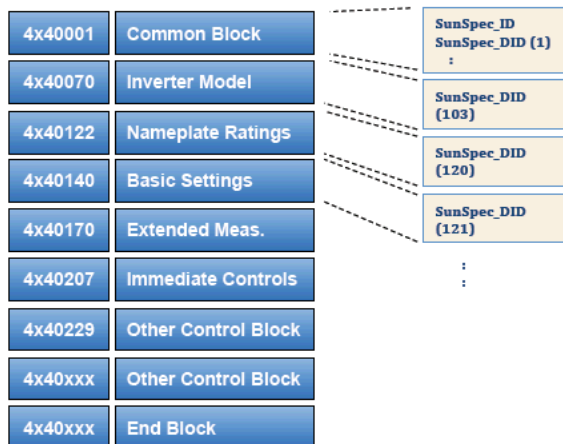 4x40001 Common Block
4x40070 Inverter Model
4x40122 Nameplate Ratings
4x40140 Basic Settings
4x40170 Extended Meas.
4x40207 Immediate Controls
4x40229 Other Control Block
4x40xxx Other Control Block
4x40xxx End Block
SunSpec_ID
SunSpec_DID (1)
:
SunSpec_DID
(103)
SunSpec_DID
(120)
SunSpec_DID
(121)
:
: